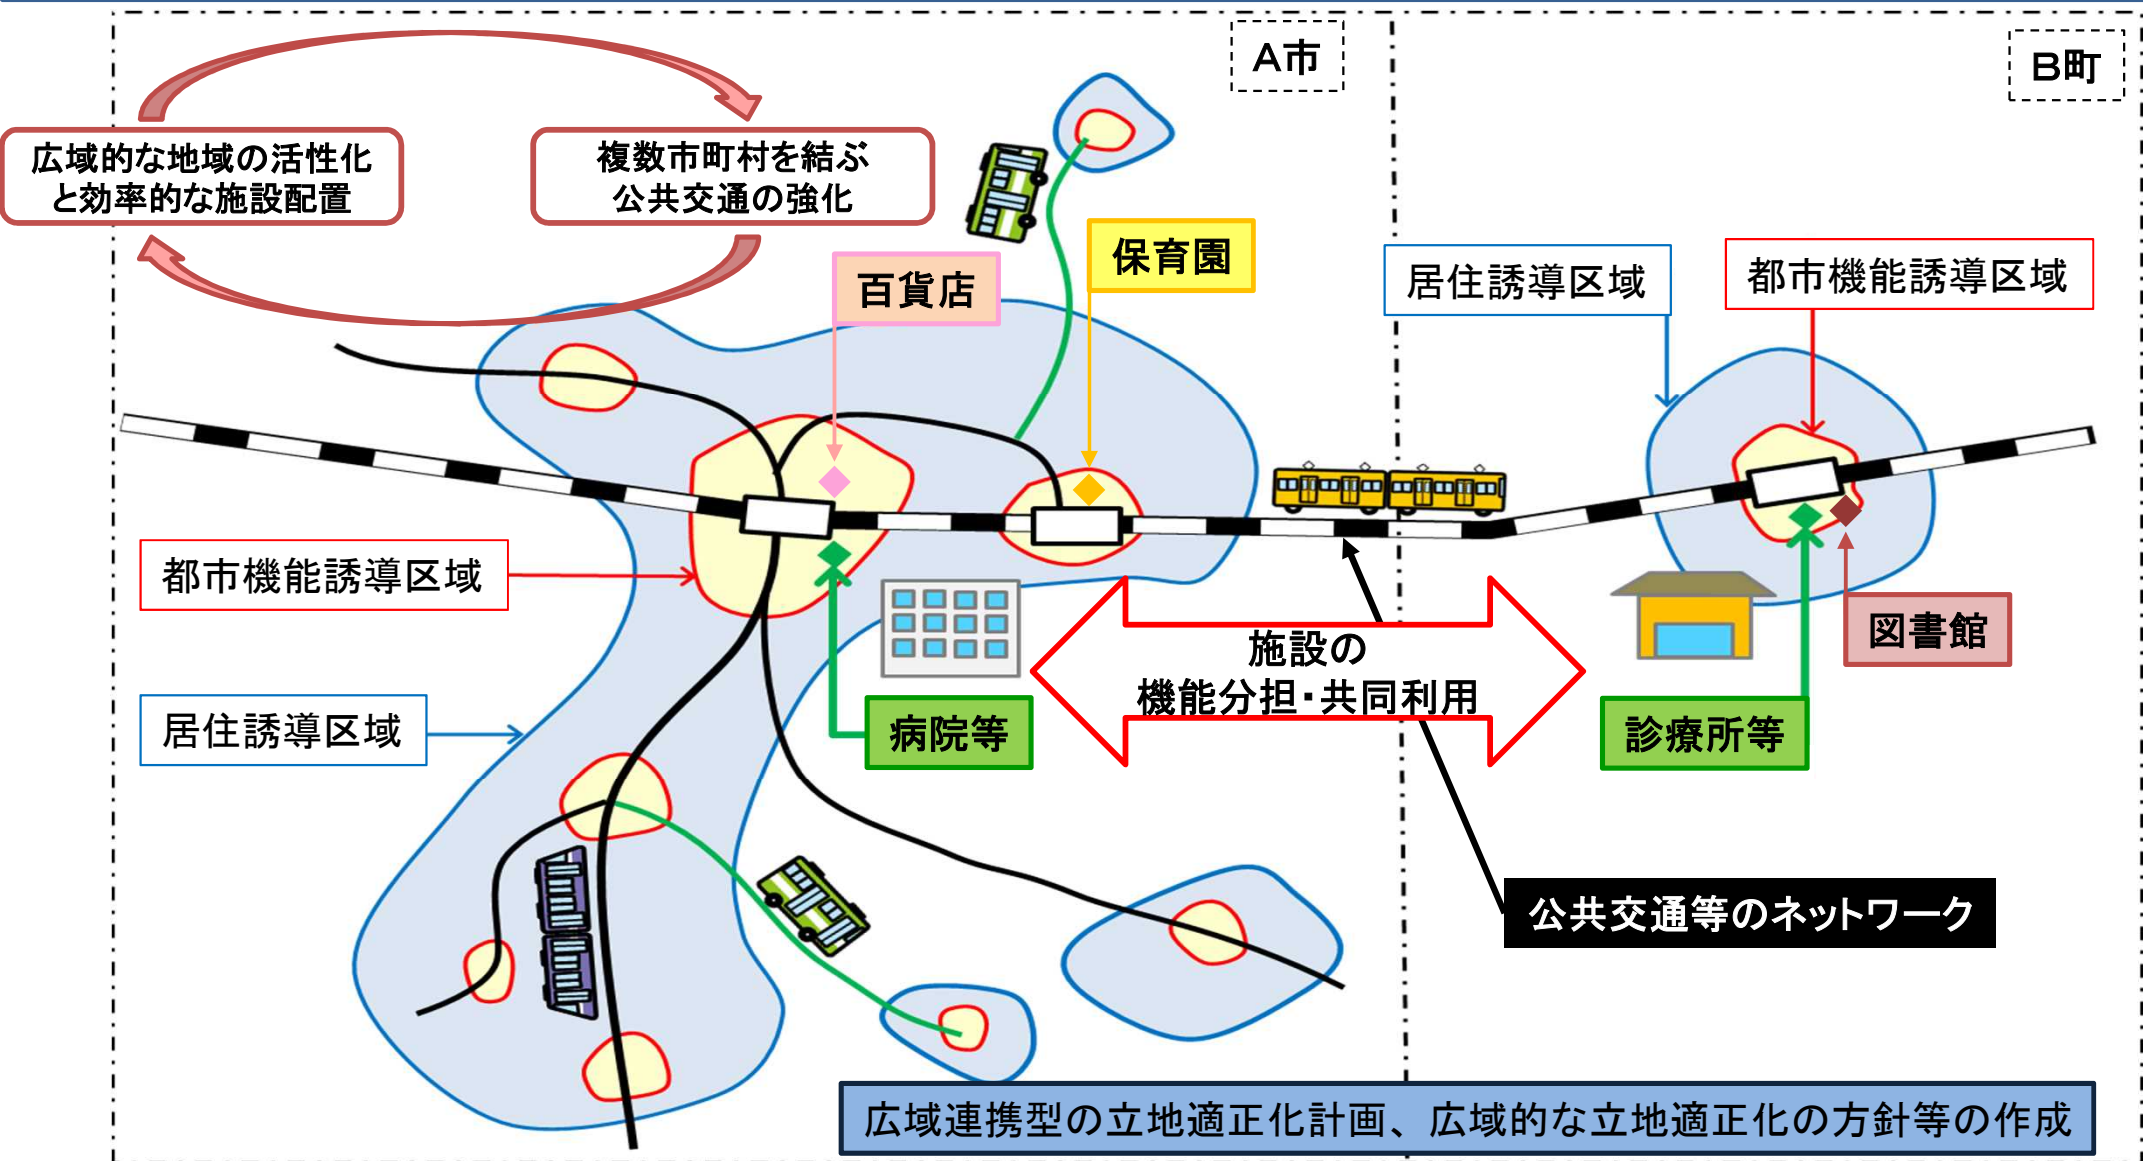 A市
B町
広域的な地域の活性化
と効率的な施設配置
複数市町村を結ぶ
公共交通の強化
百貨店
保育園
居住誘導区域
都市機能誘導区域
都市機能誘導区域
居住誘導区域
病院等
施設の
機能分担・共同利用
診療所等
図書館
公共交通等のネットワーク
広域連携型の立地適正化計画、広域的な立地適正化の方針等の作成